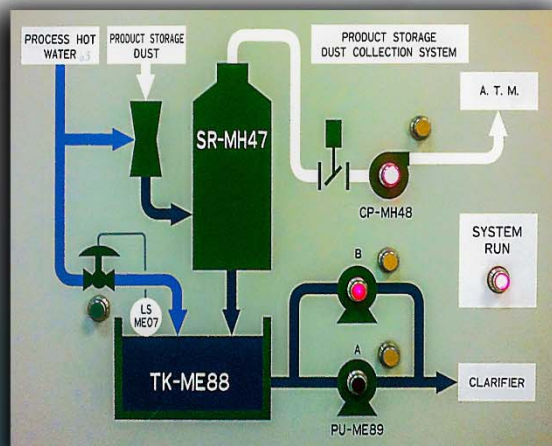 PROCESS HOT
WATER
PRODUCT STORAGE
DUST
PRODUCT STORAGE
DUST COLLECTION SYSTEM
A. T. M.
SR-MH47
CP-MH48
SYSTEM
RUN
B
LS
ME07
TK-ME88
A
CLARIFIER
PU-ME89